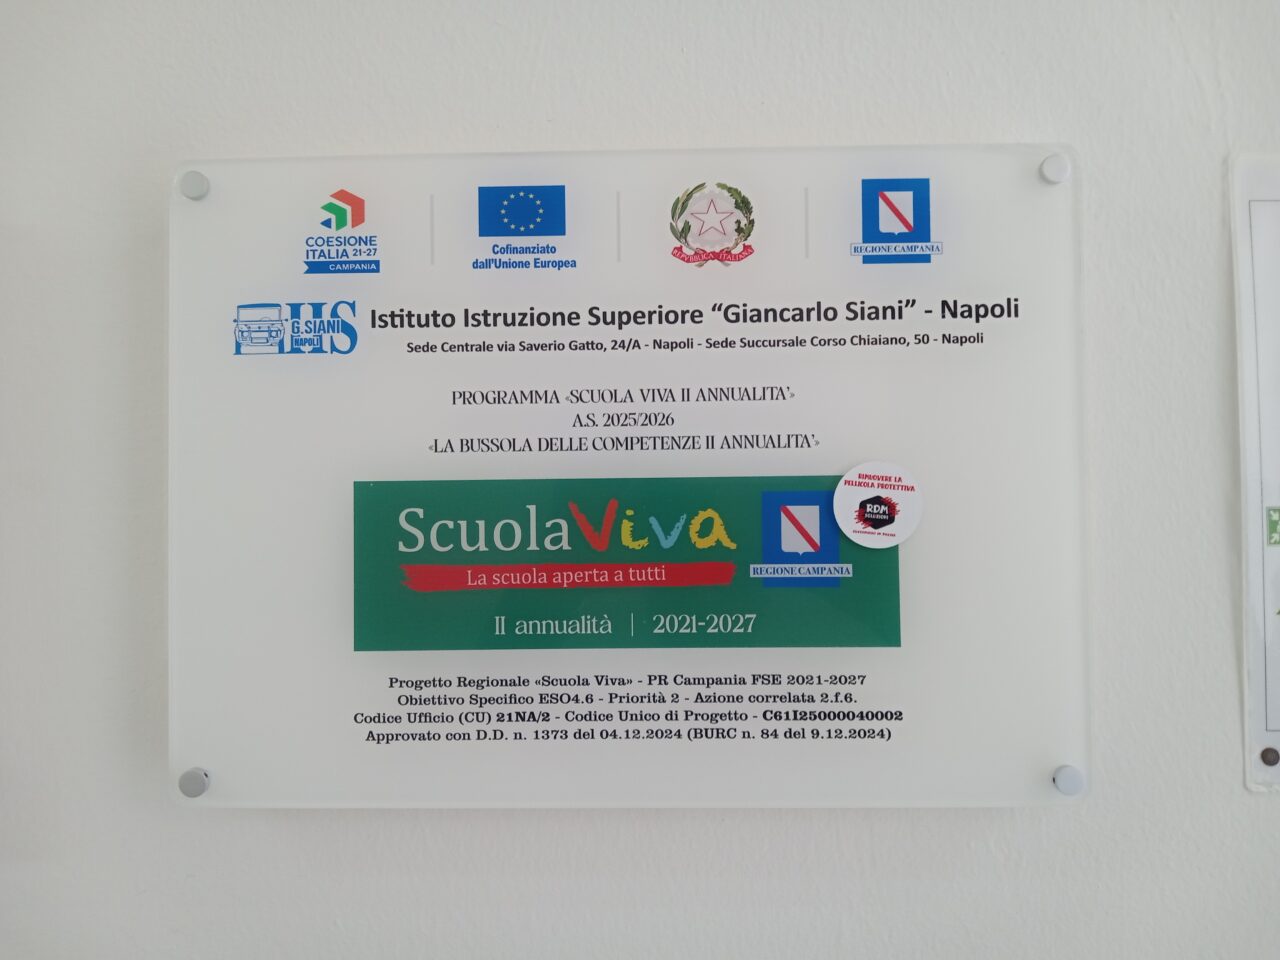 COESIONE
ITALIA 21-27
CAMPANIA
Cofinanziato
dall'Unione Europea
REPVBBLICA ITALIANA
REGIONE CAMPANIA
IIS
G.SIANI
NAPOLI
Istituto Istruzione Superiore “Giancarlo Siani” - Napoli
Sede Centrale via Saverio Gatto, 24/A - Napoli - Sede Succursale Corso Chiaiano, 50 - Napoli
PROGRAMMA «SCUOLA VIVA II ANNUALITA’»
A.S. 2025/2026
«LA BUSSOLA DELLE COMPETENZE II ANNUALITA’»
RIMUOVERE LA
PELLICOLA PROTETTIVA
RDM
SOLUZIONI
Scuola Viva
La scuola aperta a tutti
REGIONE CAMPANIA
II annualità | 2021-2027
Progetto Regionale «Scuola Viva» - PR Campania FSE 2021-2027
Obiettivo Specifico ESO4.6 - Priorità 2 - Azione correlata 2.f.6.
Codice Ufficio (CU) 21NA/2 - Codice Unico di Progetto - C61I25000040002
Approvato con D.D. n. 1373 del 04.12.2024 (BURC n. 84 del 9.12.2024)